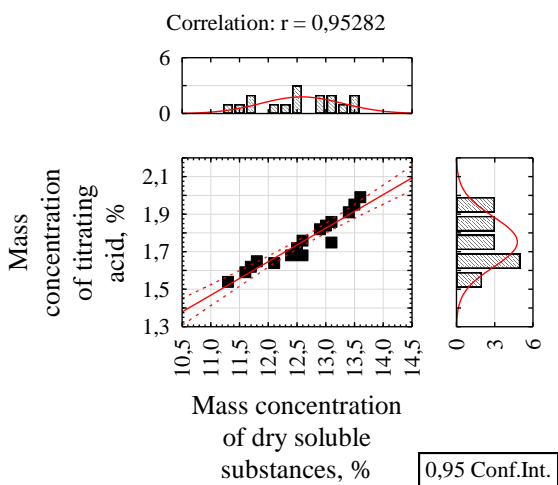 Correlation: r = 0,95282
6
3
0
2,1
1,9
1,7
1,5
1,3
Mass
concentration
of titrating
acid, %
10,5
11,0
11,5
12,0
12,5
13,0
13,5
14,0
14,5
0
3
6
Mass concentration
of dry soluble
substances, %
0,95 Conf.Int.